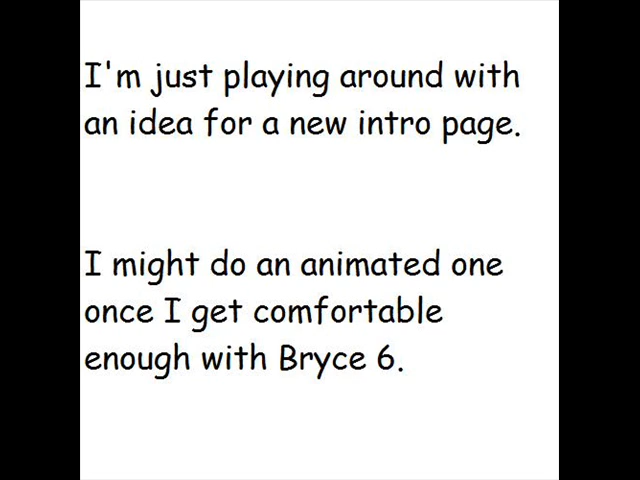 I'm just playing around with
an idea for a new intro page.
I might do an animated one
once I get comfortable
enough with Bryce 6.